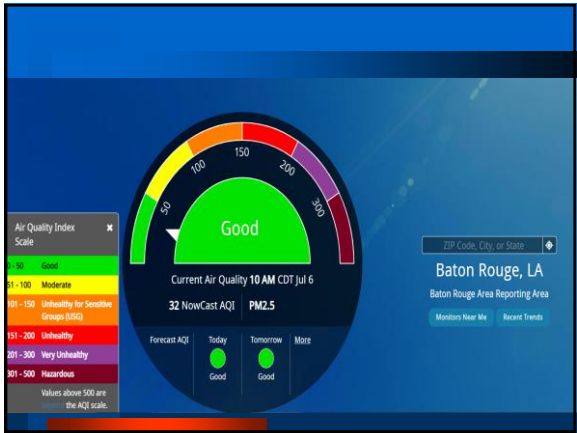 Air Quality Index
Scale
0 - 50 Good
51 - 100 Moderate
101 - 150 Unhealthy for Sensitive
Groups (USG)
151 - 200 Unhealthy
201 - 300 Very Unhealthy
301 - 500 Hazardous
Values above 500 are
the AQI scale.
50
100
150
200
300
Good
Current Air Quality 10 AM CDT Jul 6
32 NowCast AQI PM2.5
Forecast AQI Today Tomorrow More
Good Good
ZIP Code, City, or State
Baton Rouge, LA
Baton Rouge Area Reporting Area
Monitors Near Me Recent Trends